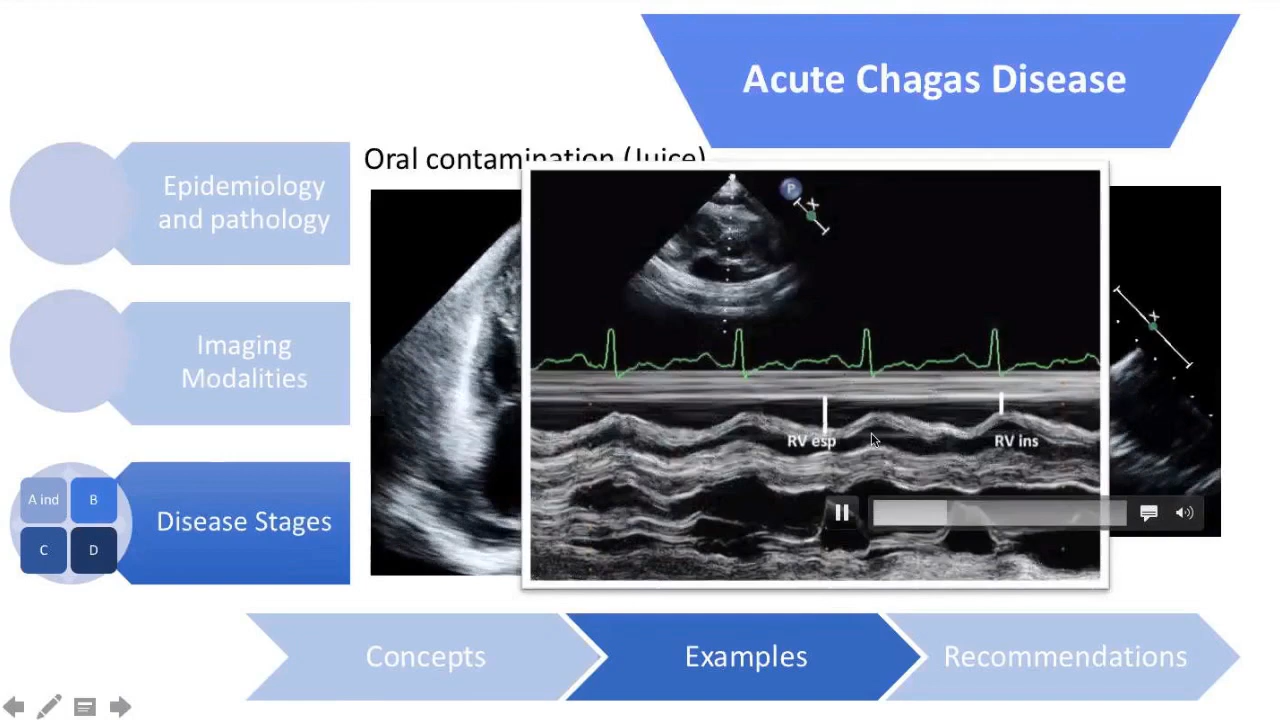 Acute Chagas Disease
Oral contamination (Juice)
Epidemiology
and pathology
Imaging
Modalities
A ind
B
C
D
Disease Stages
P
X
RV esp
RV ins
X
Concepts
Examples
Recommendations